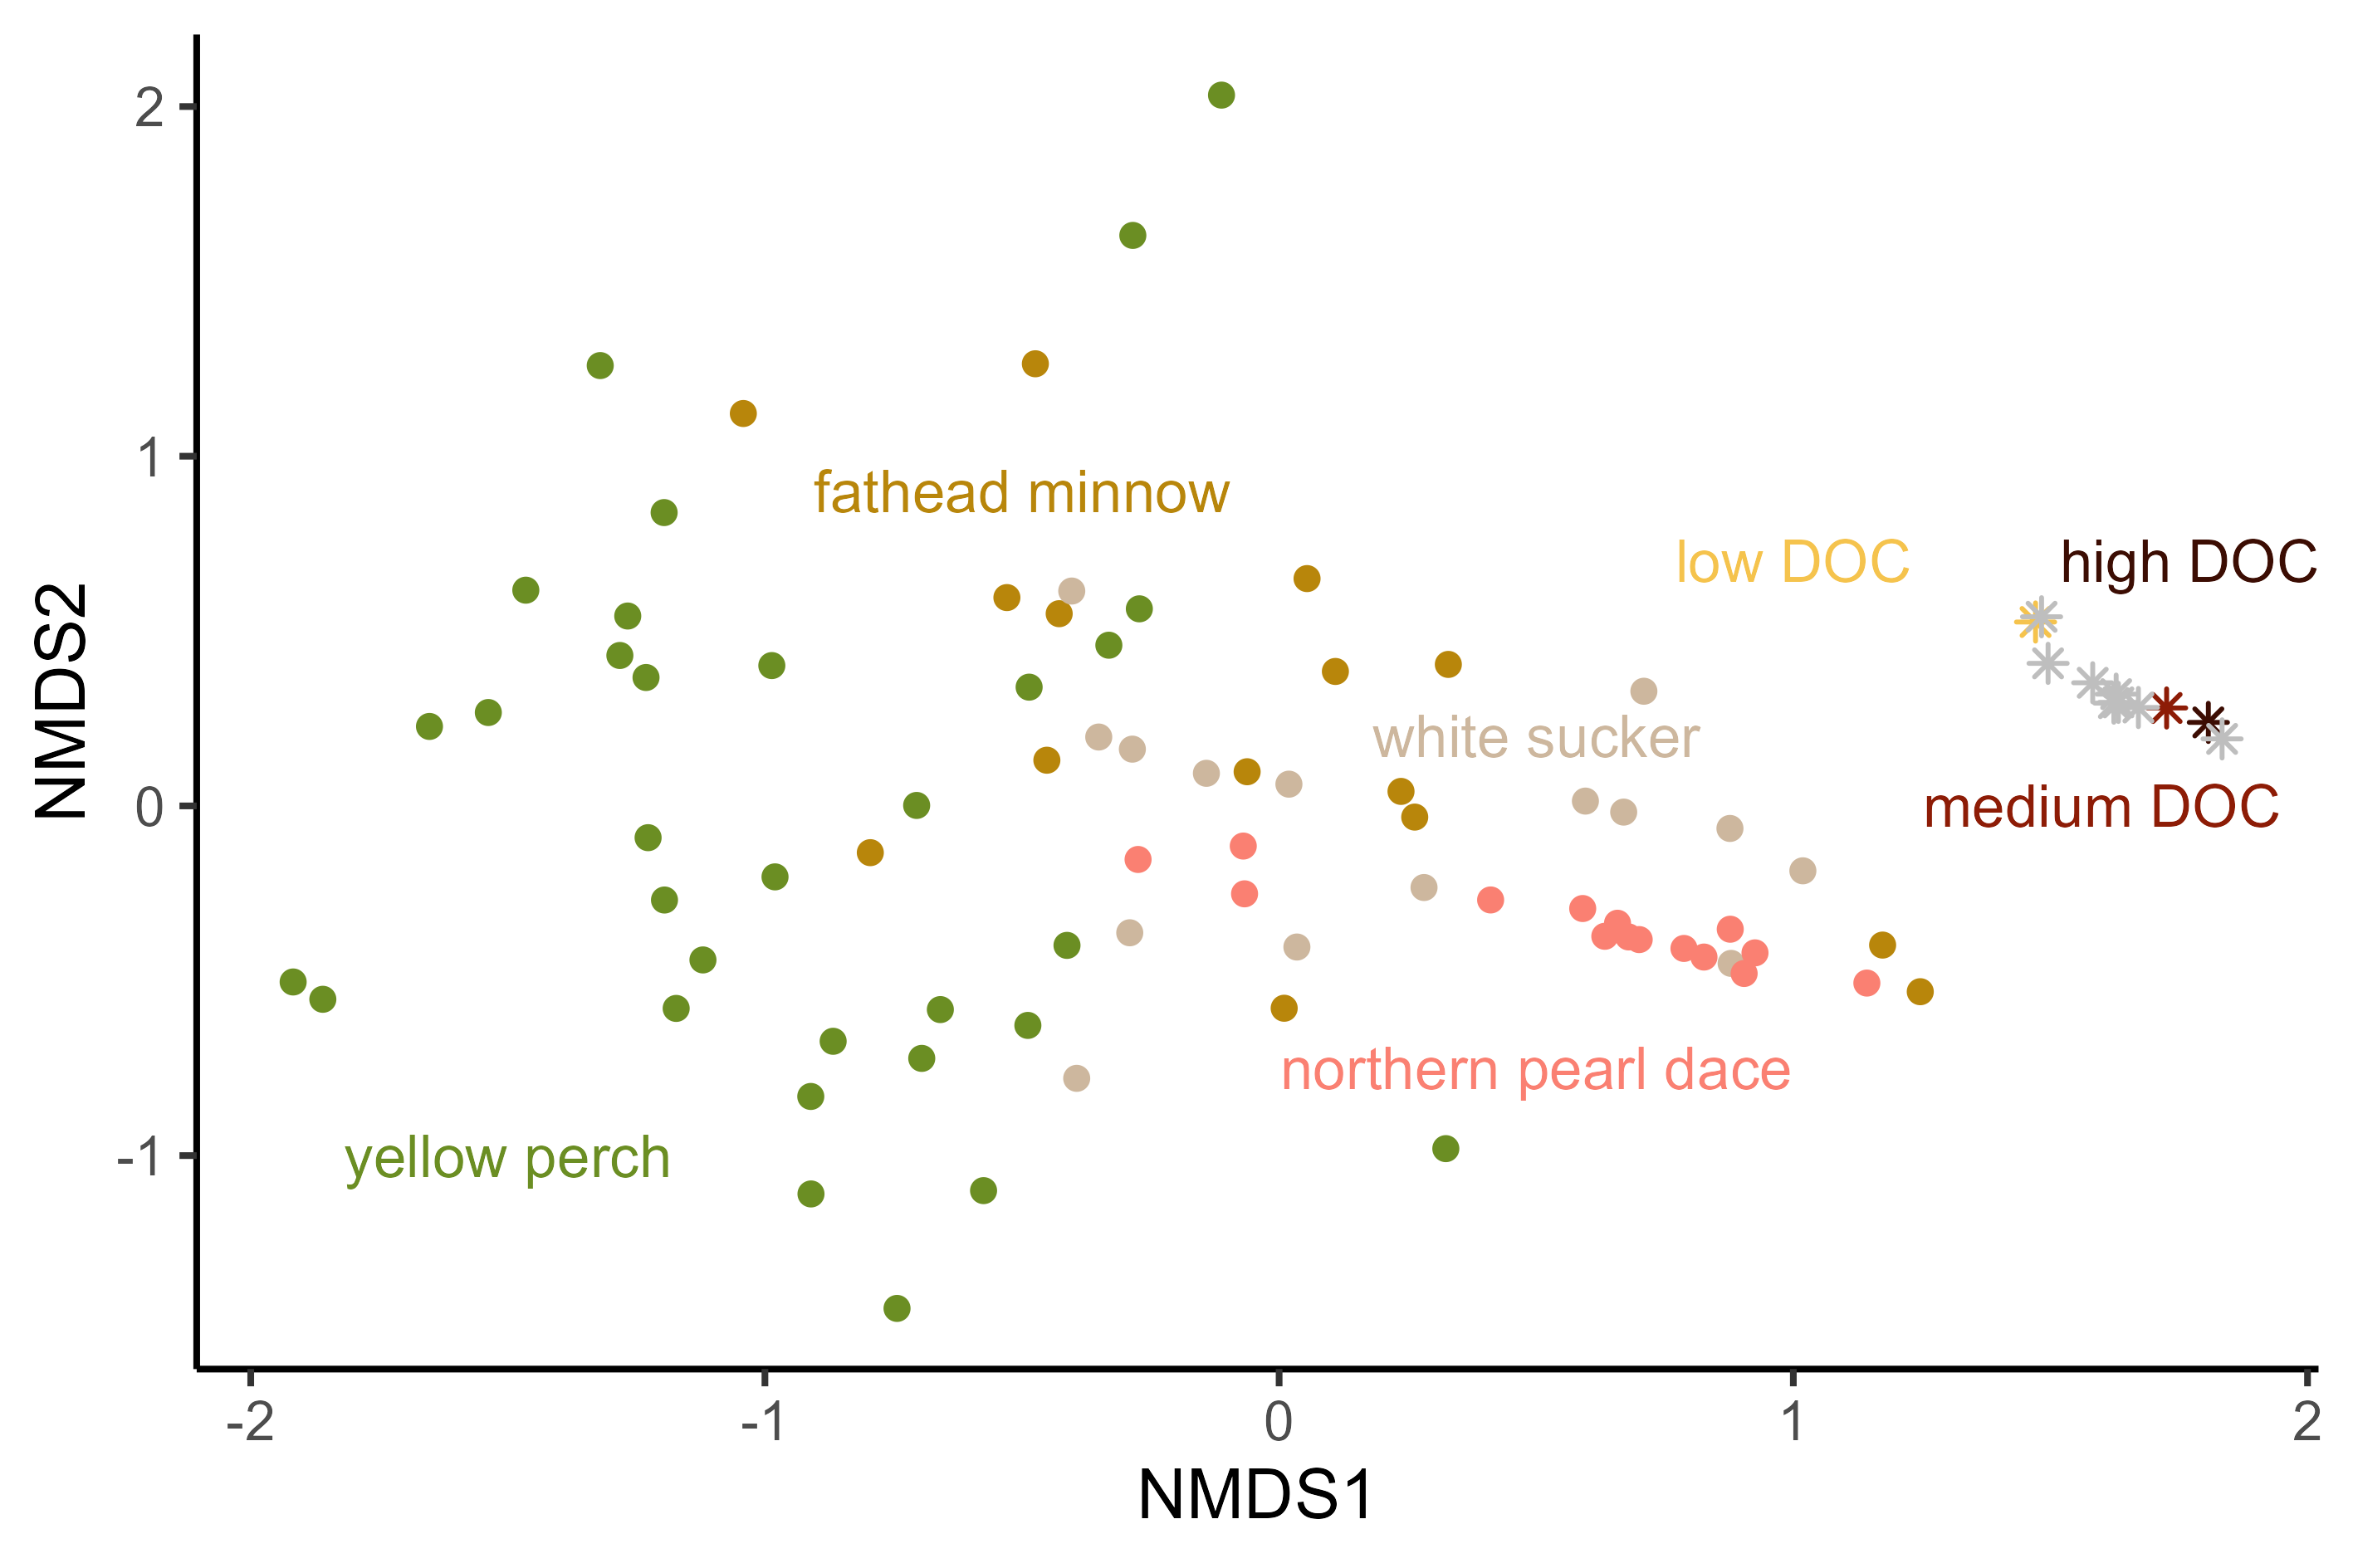 2
1
fathead minnow
low DOC
high DOC
NMDS2
white sucker
0
medium DOC
northern pearl dace
-1
yellow perch
-2
-1
0
1
2
NMDS1